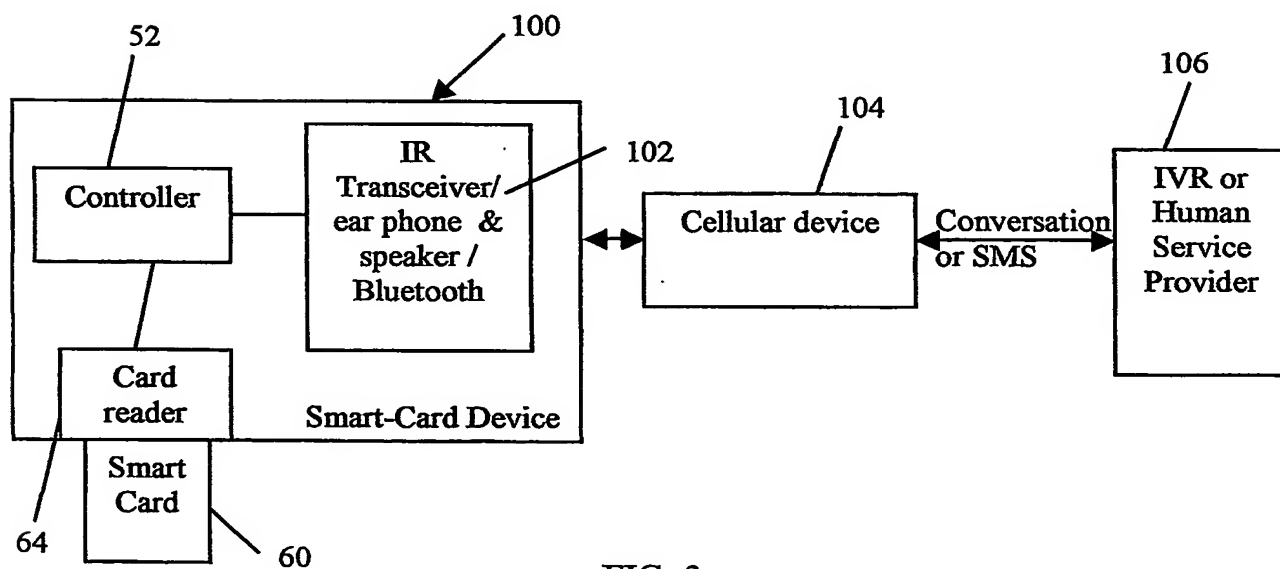 52
100
106
104
IR
Transceiver/
ear phone &
speaker /
Bluetooth
102
Controller
Cellular device
Conversation
or SMS
IVR or
Human
Service
Provider
Card
reader
Smart-Card Device
Smart
Card
64
60